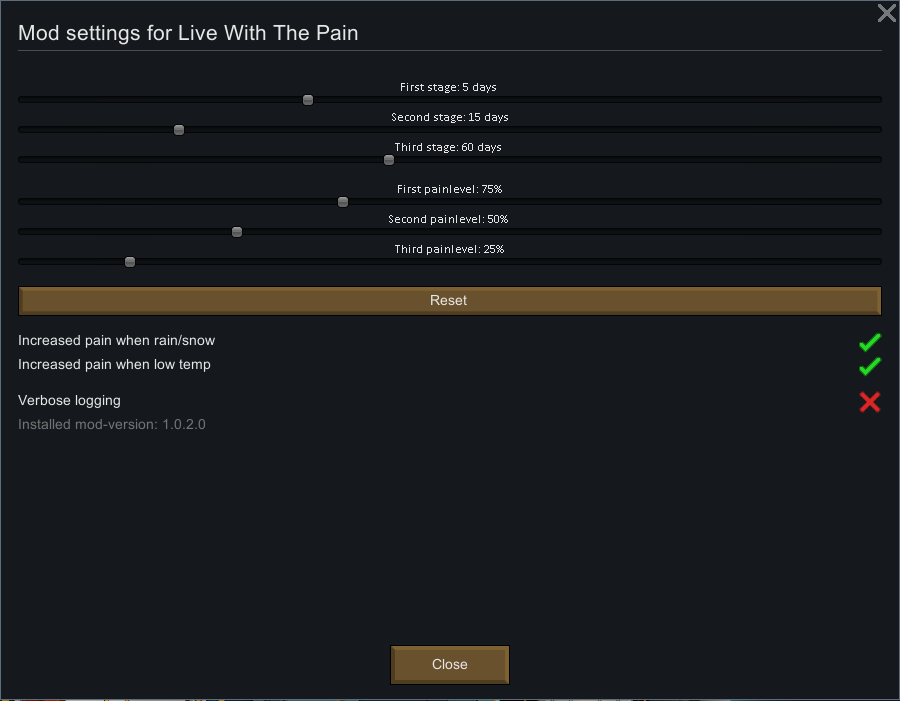 Mod settings for Live With The Pain
First stage: 5 days
Second stage: 15 days
Third stage: 60 days
First painlevel: 75%
Second painlevel: 50%
Third painlevel: 25%
Reset
Increased pain when rain/snow
Increased pain when low temp
Verbose logging
Installed mod-version: 1.0.2.0
Close